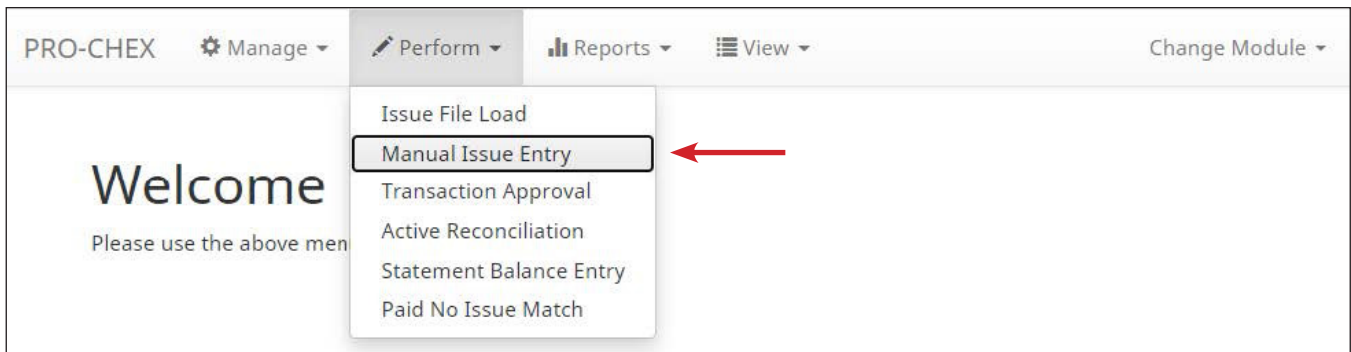 PRO-CHEX Manage Perform Reports View Change Module
Issue File Load
Manual Issue Entry
Transaction Approval
Active Reconciliation
Statement Balance Entry
Paid No Issue Match
Welcome
Please use the above